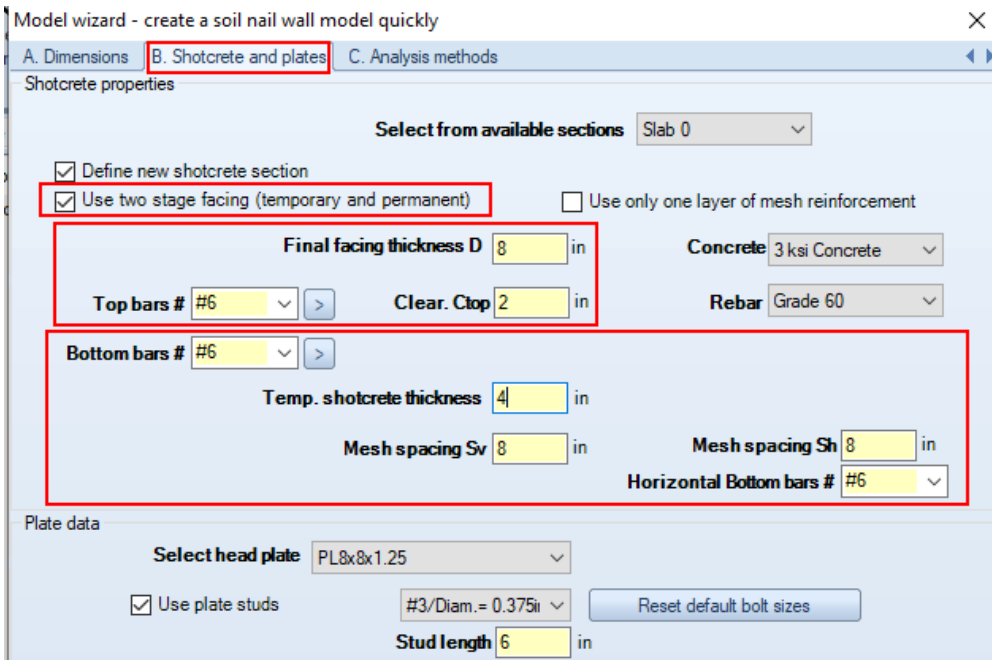 Model wizard - create a soil nail wall model quickly
A. Dimensions B. Shotcrete and plates C. Analysis methods
Shotcrete properties
Select from available sections Slab 0
Define new shotcrete section
Use two stage facing (temporary and permanent) Use only one layer of mesh reinforcement
Final facing thickness D 8 in Concrete 3 ksi Concrete
Top bars # #6 > Clear. Ctop 2 in Rebar Grade 60
Bottom bars # #6 >
Temp. shotcrete thickness 4 in
Mesh spacing Sv 8 in Mesh spacing Sh 8 in
Horizontal Bottom bars # #6
Plate data
Select head plate PL8x8x1.25
Use plate studs #3/Diam.= 0.375i Reset default bolt sizes
Stud length 6 in